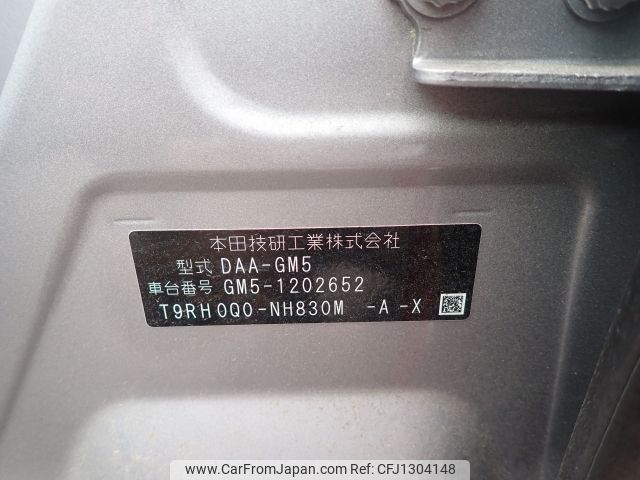 本田技研工業株式会社
型式 DAA-GM5
車台番号 GM5-1202652
T9RH0Q0-NH830M -A -X
www.CarFromJapan.com | Ref ID: CFJ1304148